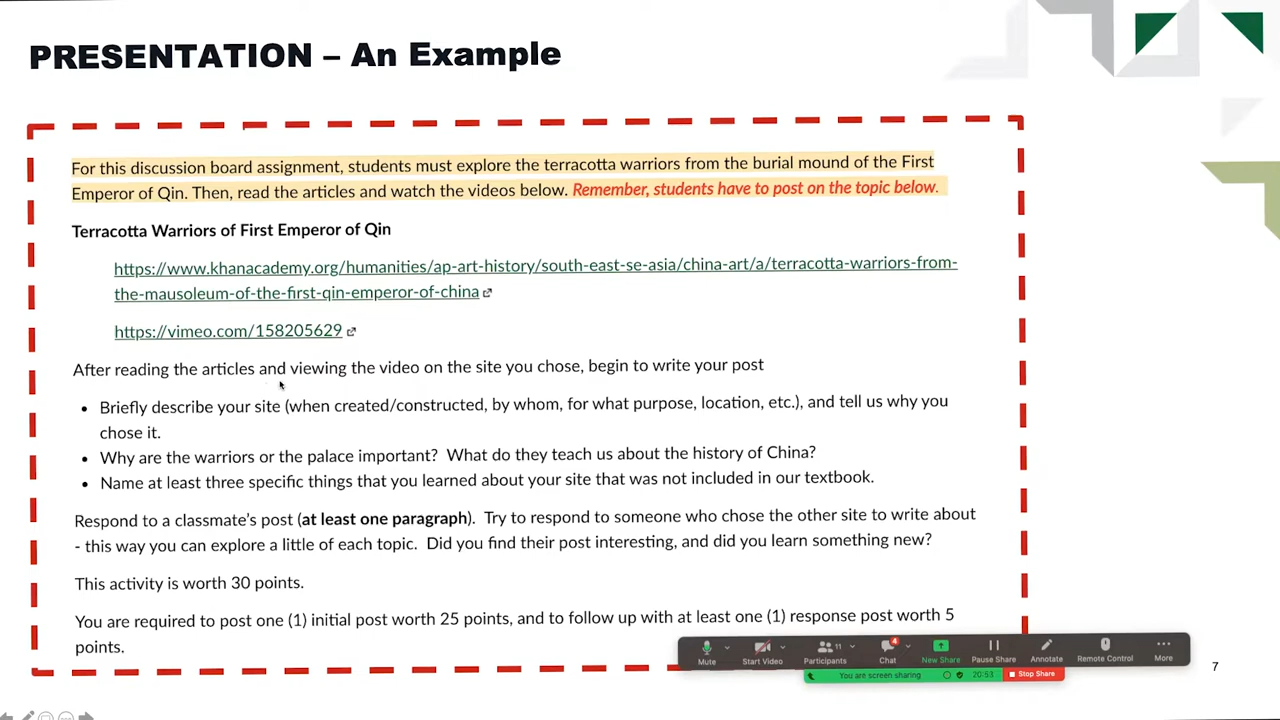 PRESENTATION – An Example
For this discussion board assignment, students must explore the terracotta warriors from the burial mound of the First
Emperor of Qin. Then, read the articles and watch the videos below. Remember, students have to post on the topic below.
Terracotta Warriors of First Emperor of Qin
https://www.khanacademy.org/humanities/ap-art-history/south-east-se-asia/china-art/a/terracotta-warriors-from-
the-mausoleum-of-the-first-qin-emperor-of-china
https://vimeo.com/158205629
After reading the articles and viewing the video on the site you chose, begin to write your post
• Briefly describe your site (when created/constructed, by whom, for what purpose, location, etc.), and tell us why you
chose it.
• Why are the warriors or the palace important? What do they teach us about the history of China?
• Name at least three specific things that you learned about your site that was not included in our textbook.
Respond to a classmate's post (at least one paragraph). Try to respond to someone who chose the other site to write about
- this way you can explore a little of each topic. Did you find their post interesting, and did you learn something new?
This activity is worth 30 points.
You are required to post one (1) initial post worth 25 points, and to follow up with at least one (1) response post worth 5
points.
Mute Start Video Participants 11 Chat 4 New Share Pause Share Annotate Remote Control More
You are screen sharing 20:53 Stop Share
7